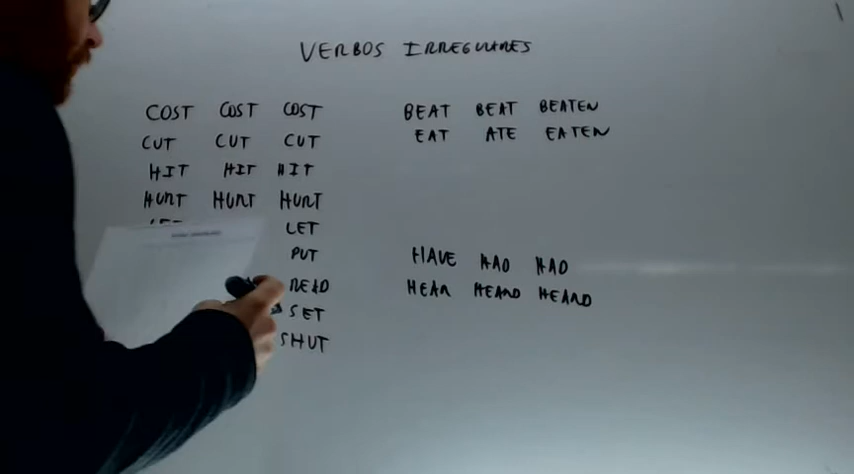 VERBOS IRREGULARES
COST COST COST
CUT CUT CUT
HIT HIT HIT
HURT HURT HURT
LET
PUT
READ
SET
SHUT
BEAT BEAT BEATEN
EAT ATE EATEN
HAVE HAD HAD
HEAR HEARD HEARD